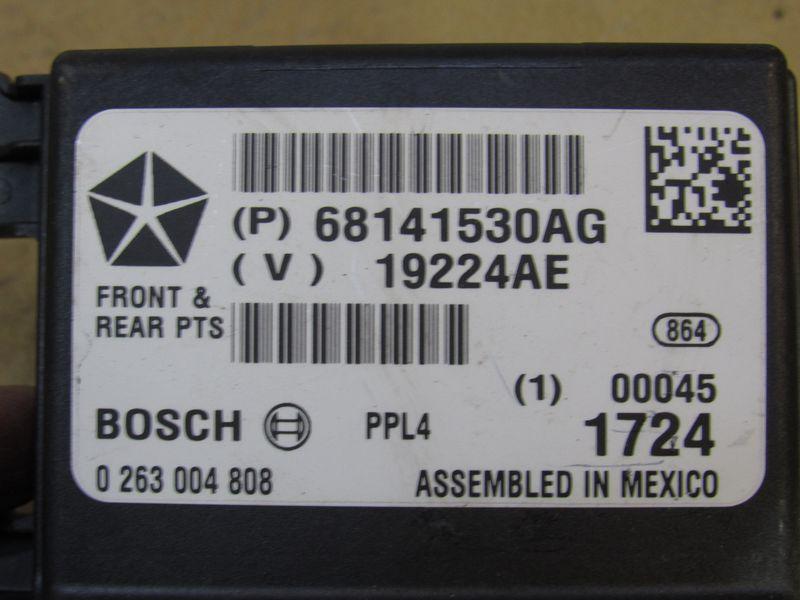 (P) 68141530AG
(V) 19224AE
FRONT &
REAR PTS
864
(1) 00045
BOSCH PPL4 1724
0 263 004 808 ASSEMBLED IN MEXICO